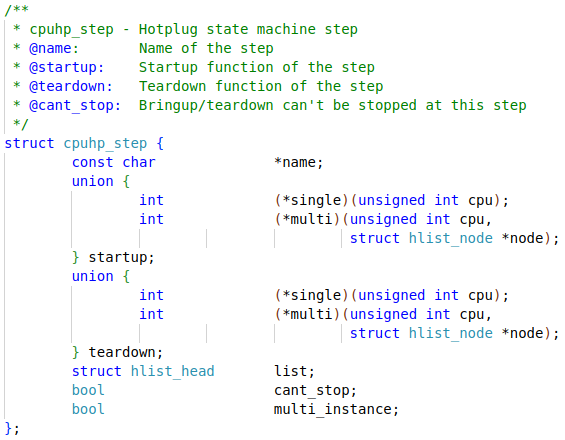 /**
 * cpuhp_step - Hotplug state machine step
 * @name:	Name of the step
 * @startup:	Startup function of the step
 * @teardown:	Teardown function of the step
 * @cant_stop:	Bringup/teardown can't be stopped at this step
 */
struct cpuhp_step {
	const char		*name;
	union {
		int		(*single)(unsigned int cpu);
		int		(*multi)(unsigned int cpu,
					 struct hlist_node *node);
	} startup;
	union {
		int		(*single)(unsigned int cpu);
		int		(*multi)(unsigned int cpu,
					 struct hlist_node *node);
	} teardown;
	struct hlist_head	list;
	bool			cant_stop;
	bool			multi_instance;
};